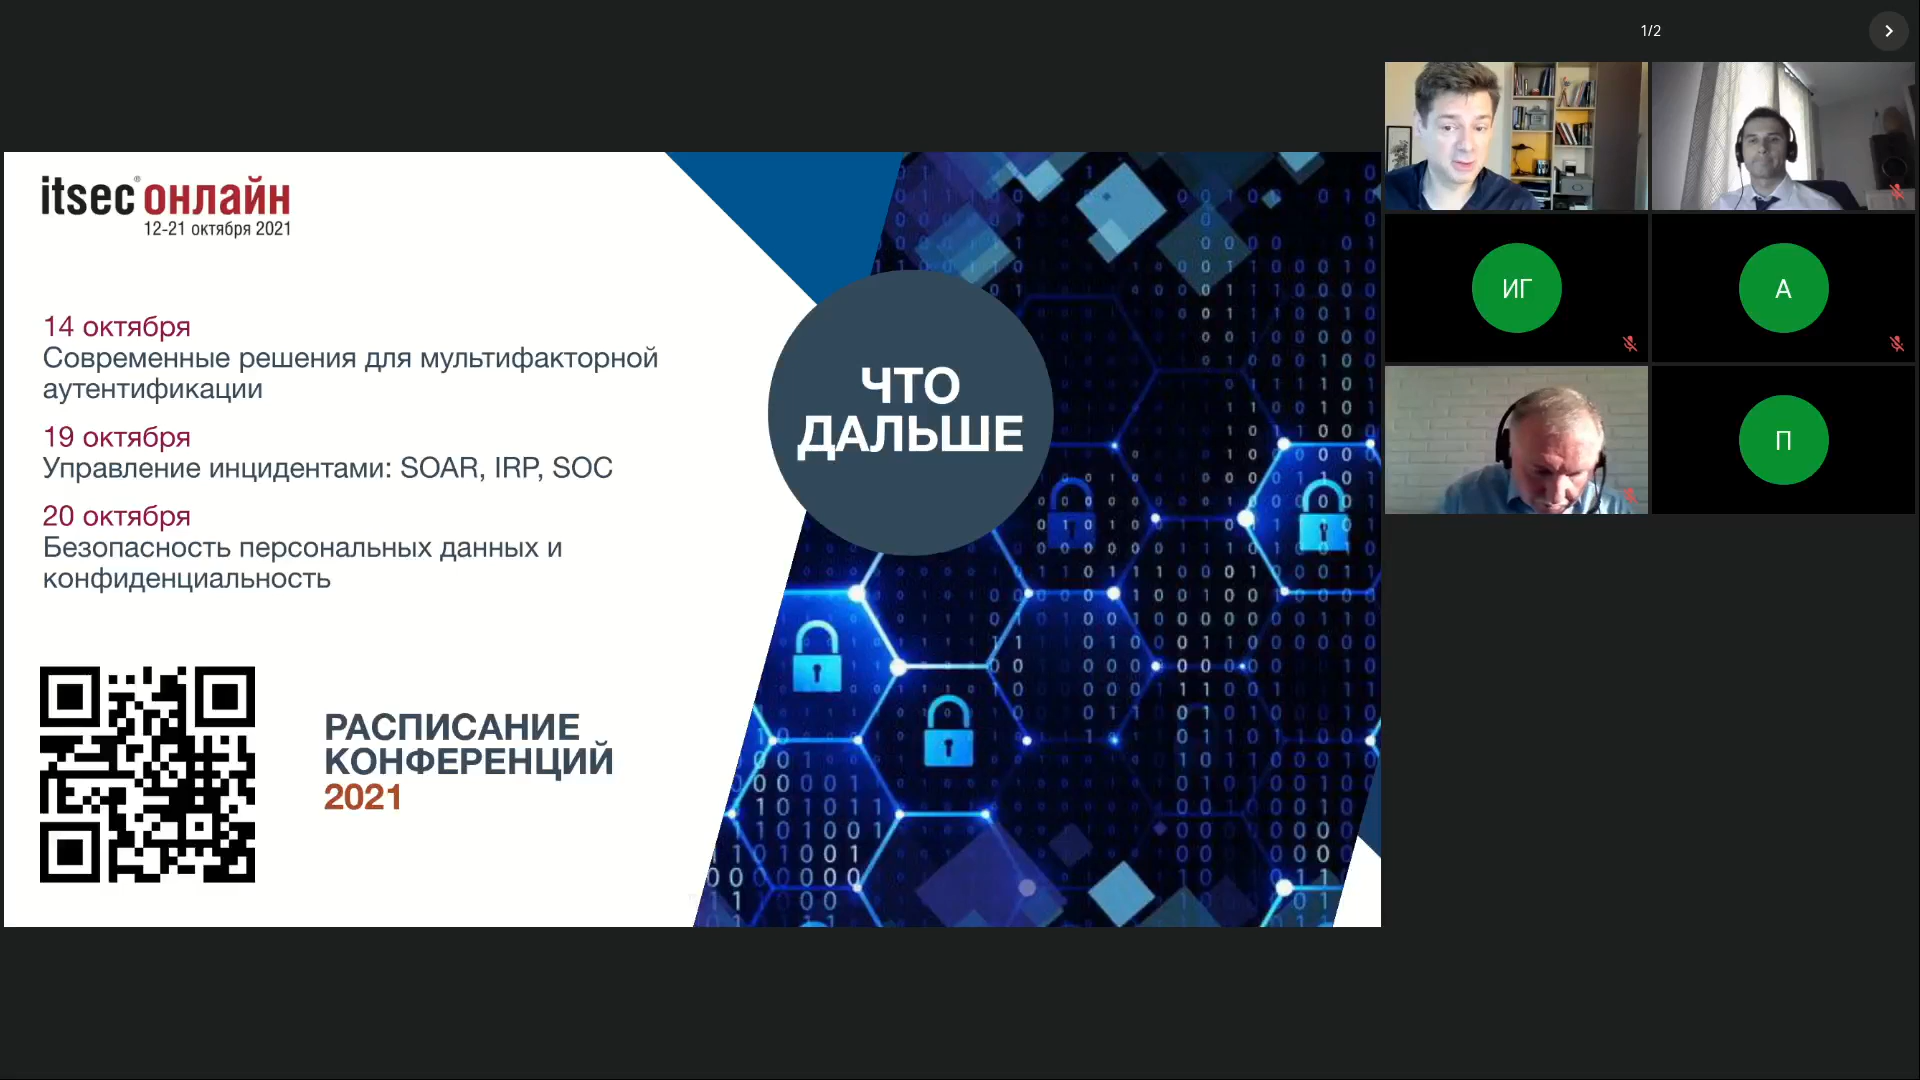 1/2
itsec® онлайн
12-21 октября 2021
14 октября
Современные решения для мультифакторной
аутентификации
19 октября
Управление инцидентами: SOAR, IRP, SOC
20 октября
Безопасность персональных данных и
конфиденциальность
ЧТО
ДАЛЬШЕ
РАСПИСАНИЕ
КОНФЕРЕНЦИЙ
2021
ИГ
А
П